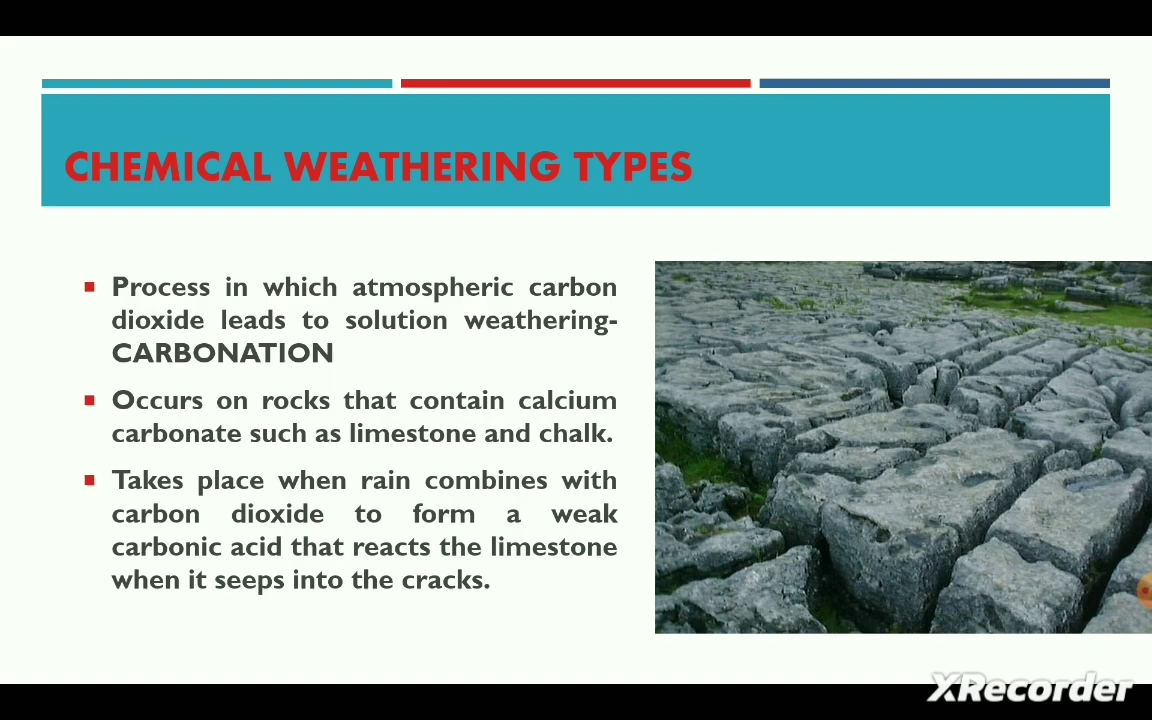 CHEMICAL WEATHERING TYPES
Process in which atmospheric carbon
dioxide leads to solution weathering-
CARBONATION
Occurs on rocks that contain calcium
carbonate such as limestone and chalk.
Takes place when rain combines with
carbon dioxide to form a weak
carbonic acid that reacts the limestone
when it seeps into the cracks.
XRecorder